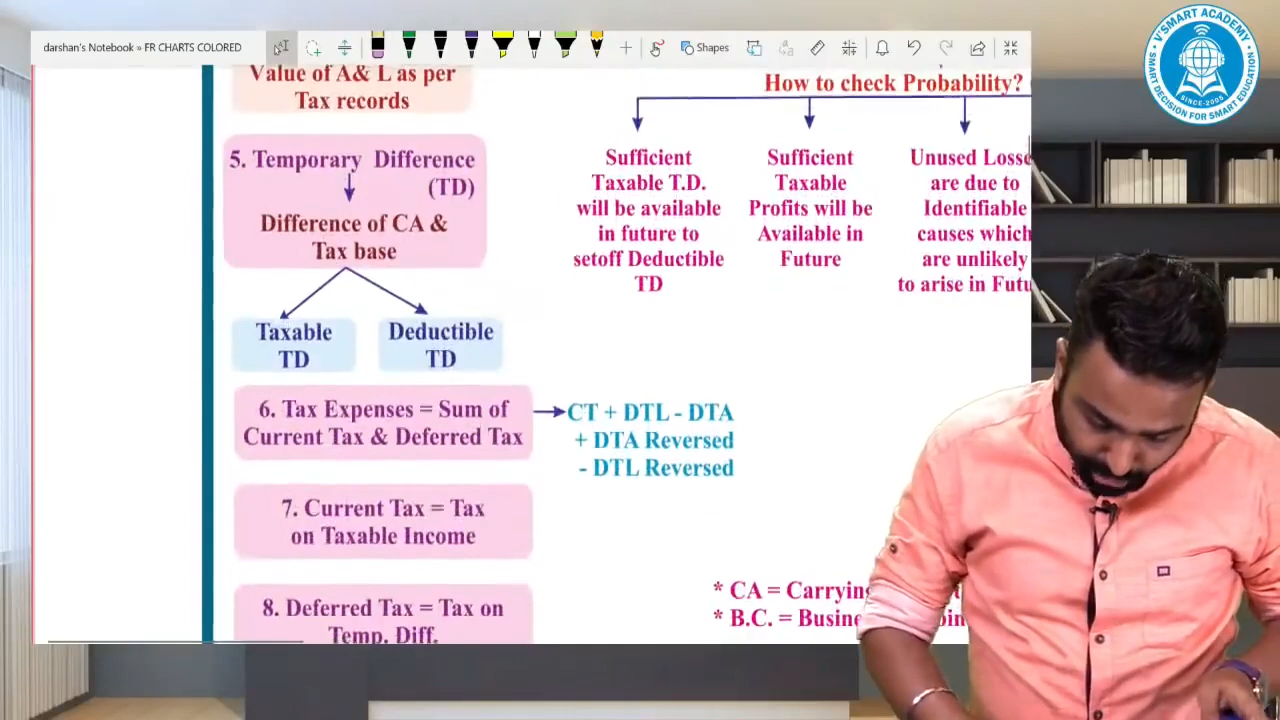 darshan's Notebook » FR CHARTS COLORED
Shapes
V'SMART ACADEMY
SINCE-2005
SMART DECISION FOR SMART EDUCATION
Value of A& L as per
Tax records
5. Temporary Difference
(TD)
Difference of CA &
Tax base
Taxable
TD
Deductible
TD
6. Tax Expenses = Sum of
Current Tax & Deferred Tax
CT + DTL - DTA
+ DTA Reversed
- DTL Reversed
7. Current Tax = Tax
on Taxable Income
8. Deferred Tax = Tax on
Temp. Diff.
How to check Probability?
Sufficient
Taxable T.D.
will be available
in future to
setoff Deductible
TD
Sufficient
Taxable
Profits will be
Available in
Future
Unused
are due to
Identifiable
causes which
are unlikely
to arise in
* CA =
* B.C. =